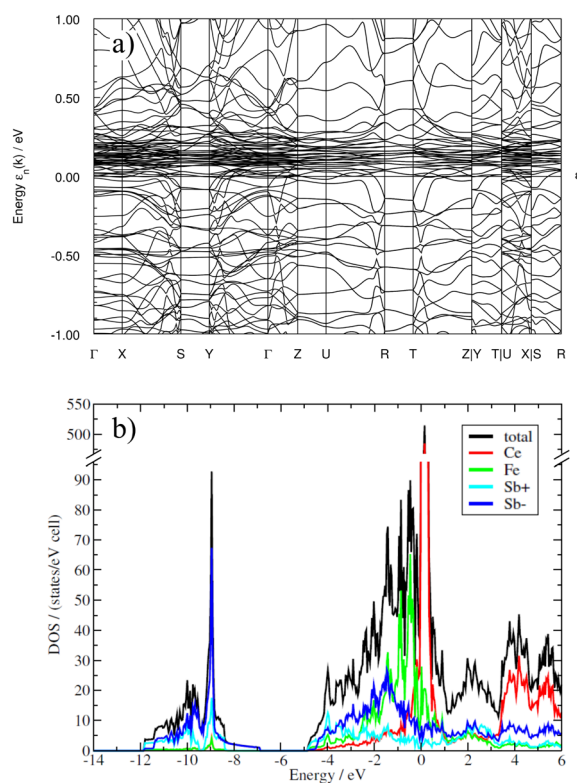 a)
1.00
0.50
0.00
-0.50
-1.00
Energy εn(k) / eV
Γ X S Y Γ Z U R T Z|Y T|U X|S R
b)
550
500
90
80
70
60
50
40
30
20
10
0
DOS / (states/eV cell)
total
Ce
Fe
Sb+
Sb-
-14 -12 -10 -8 -6 -4 -2 0 2 4 6
Energy / eV